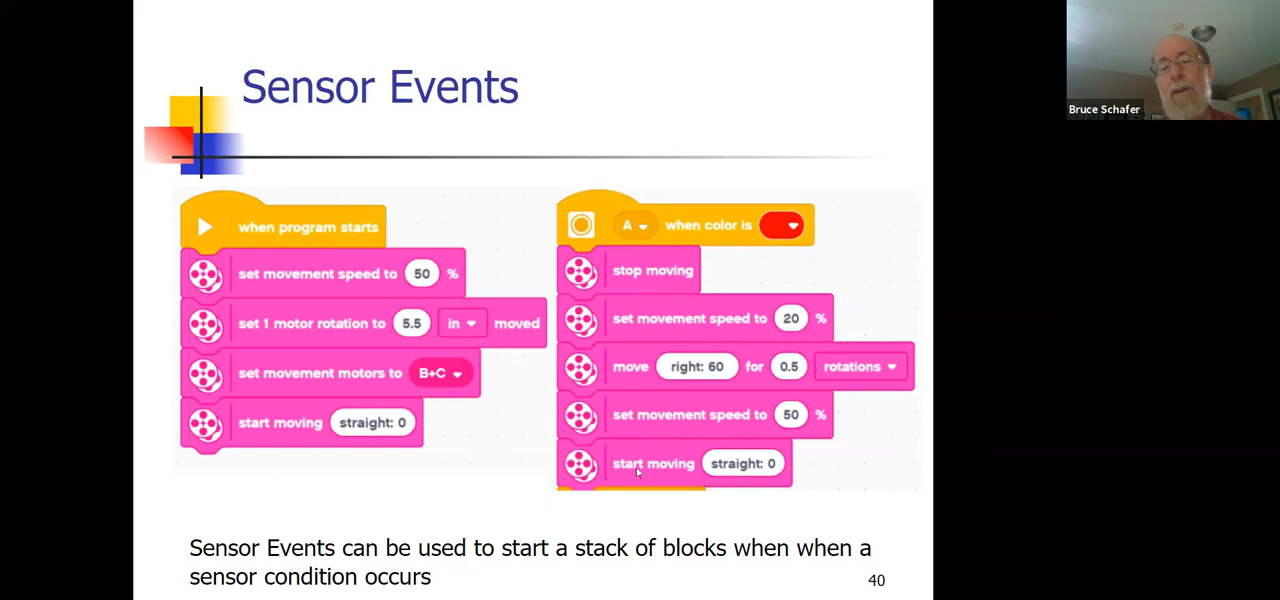 Sensor Events
when program starts
set movement speed to 50 %
set 1 motor rotation to 5.5 in moved
set movement motors to B+C
start moving straight: 0
A when color is
stop moving
set movement speed to 20 %
move right: 60 for 0.5 rotations
set movement speed to 50 %
start moving straight: 0
Sensor Events can be used to start a stack of blocks when when a
sensor condition occurs
40
Bruce Schafer